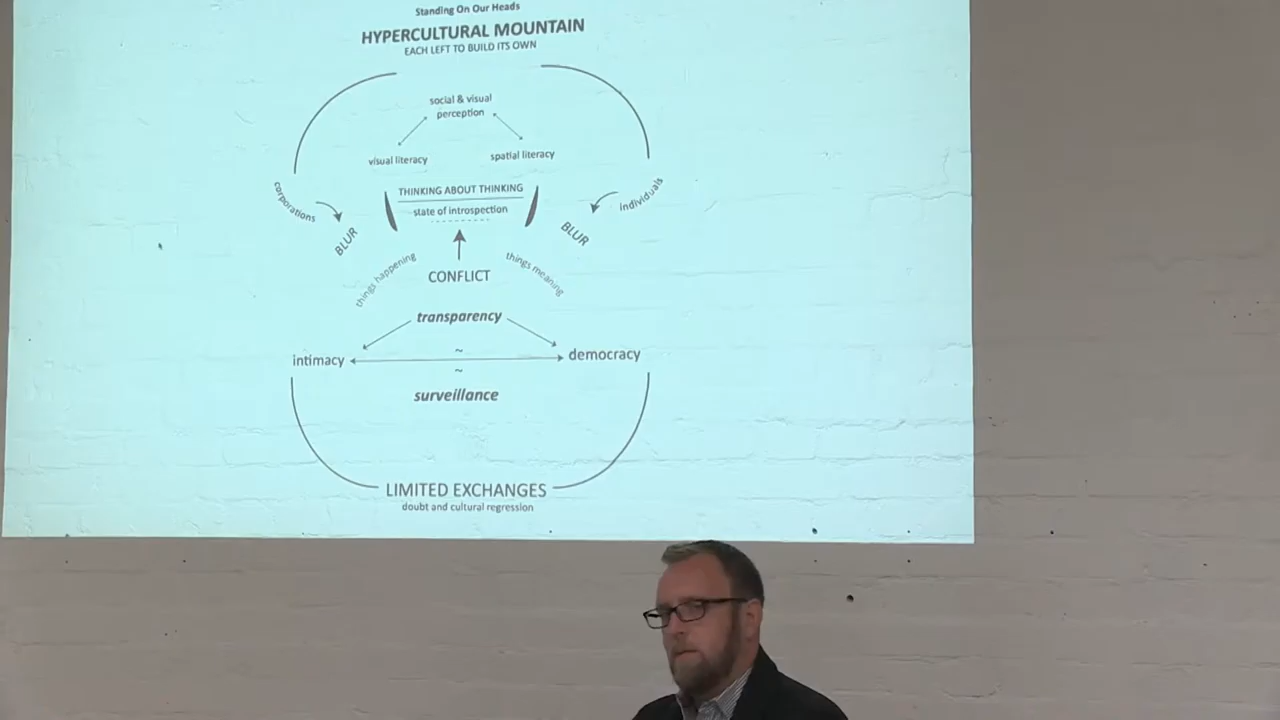 Standing On Our Heads
HYPERCULTURAL MOUNTAIN
EACH LEFT TO BUILD ITS OWN
social & visual
perception
visual literacy
spatial literacy
THINKING ABOUT THINKING
state of introspection
corporations
individuals
BLUR
BLUR
things happening
things meaning
CONFLICT
transparency
intimacy
democracy
~
~
surveillance
LIMITED EXCHANGES
doubt and cultural regression